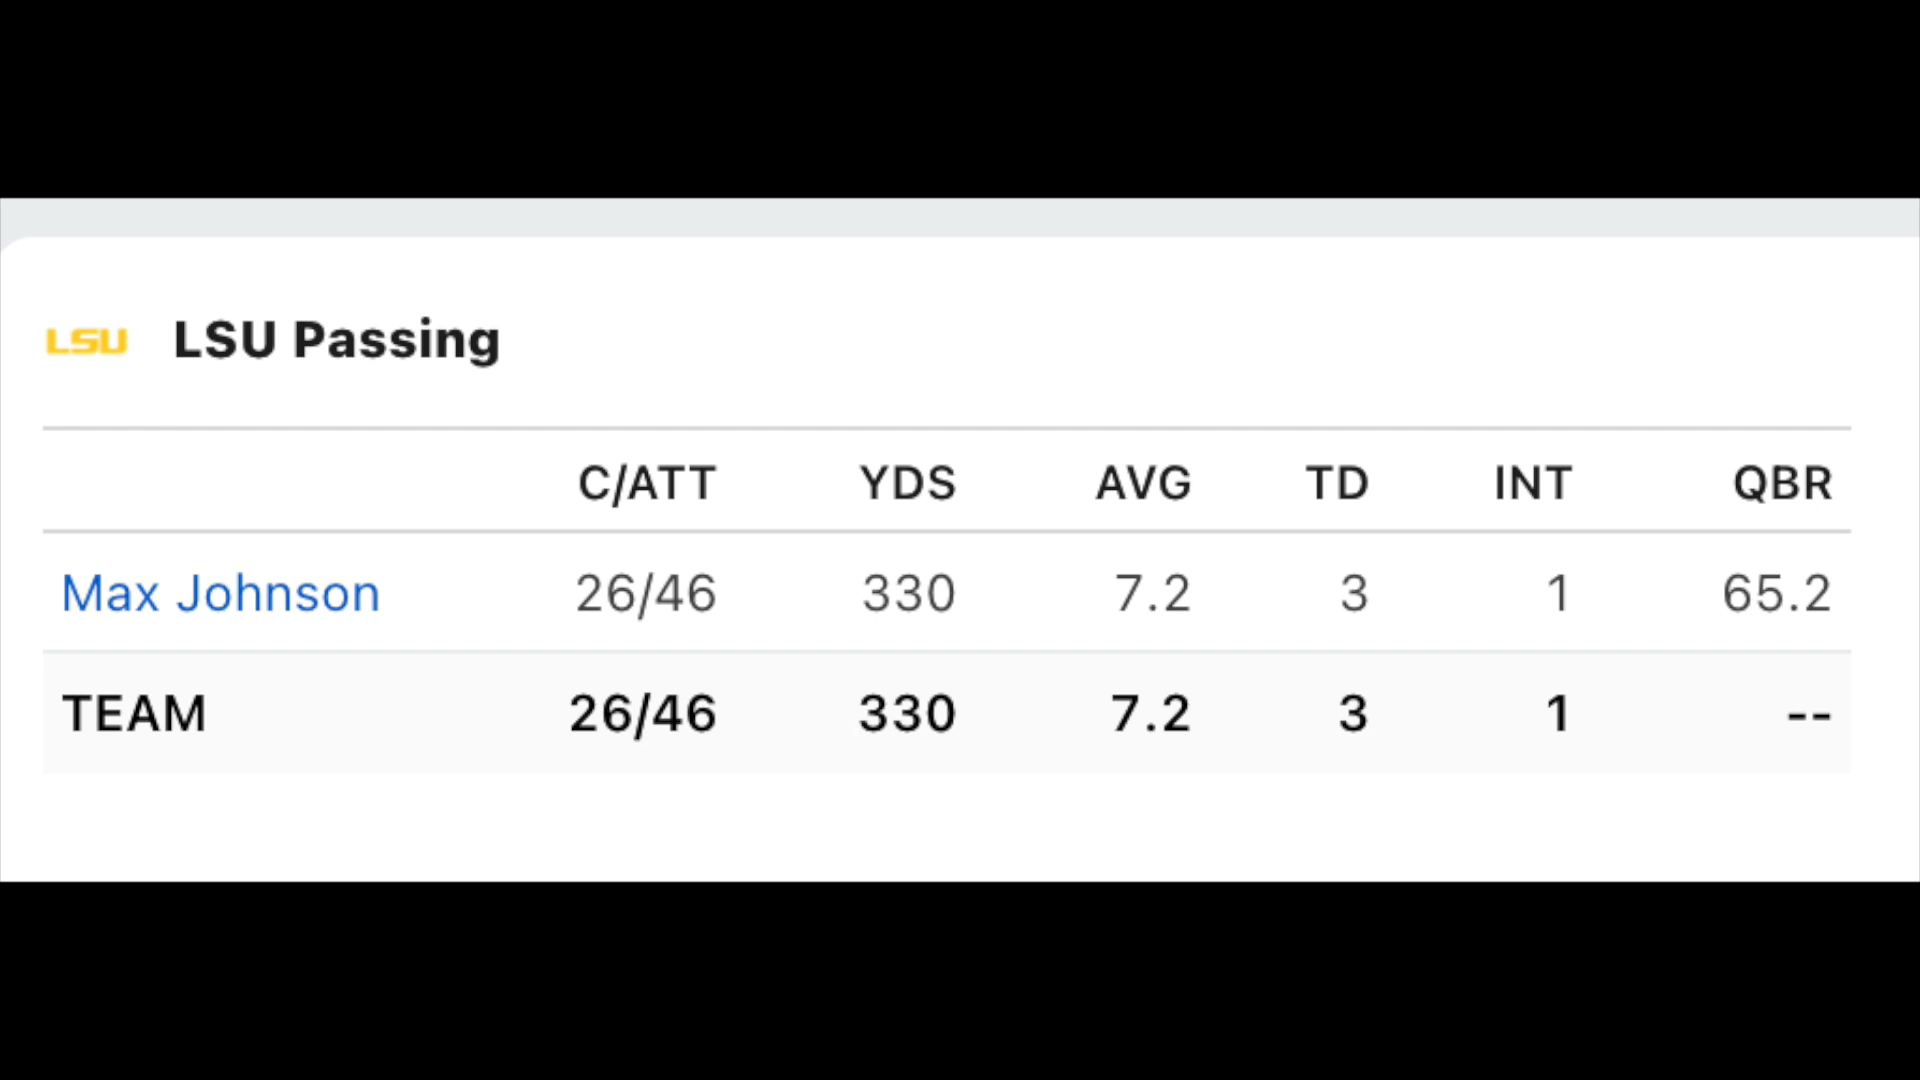 LSU LSU Passing
C/ATT YDS AVG TD INT QBR
Max Johnson 26/46 330 7.2 3 1 65.2
TEAM 26/46 330 7.2 3 1 --